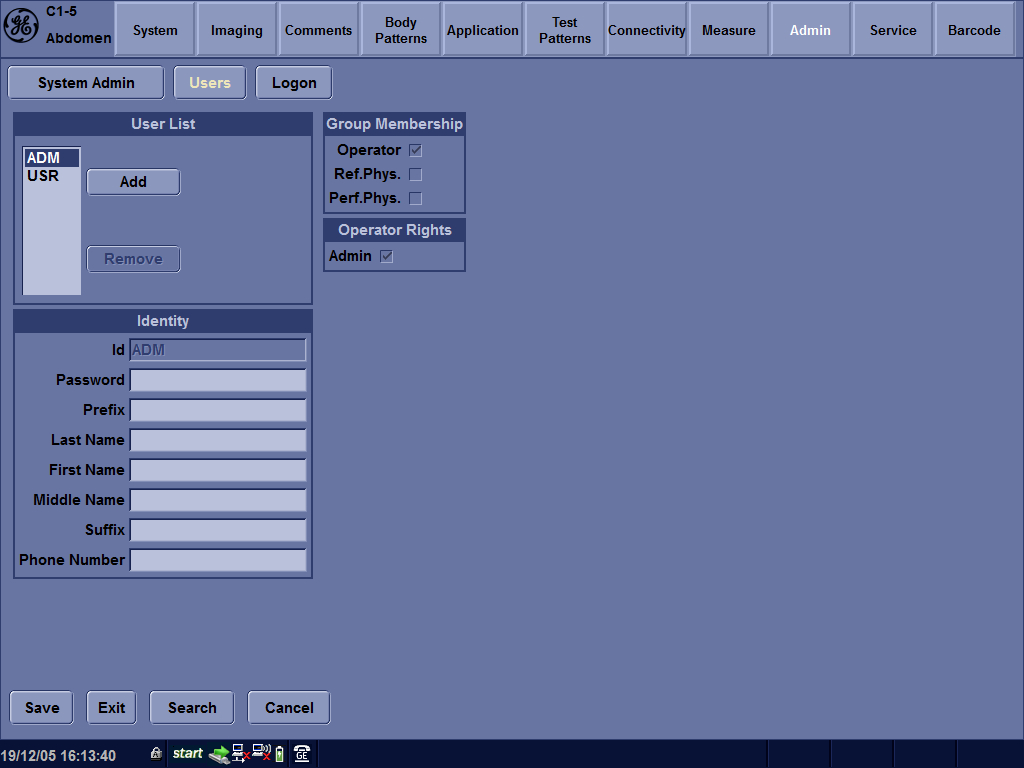 C1-5
Abdomen
System
Imaging
Comments
Body
Patterns
Application
Test
Patterns
Connectivity
Measure
Admin
Service
Barcode
System Admin
Users
Logon
User List
ADM
USR
Add
Remove
Group Membership
Operator
Ref.Phys.
Perf.Phys.
Operator Rights
Admin
Identity
Id ADM
Password
Prefix
Last Name
First Name
Middle Name
Suffix
Phone Number
Save
Exit
Search
Cancel
19/12/05 16:13:40
start
GE